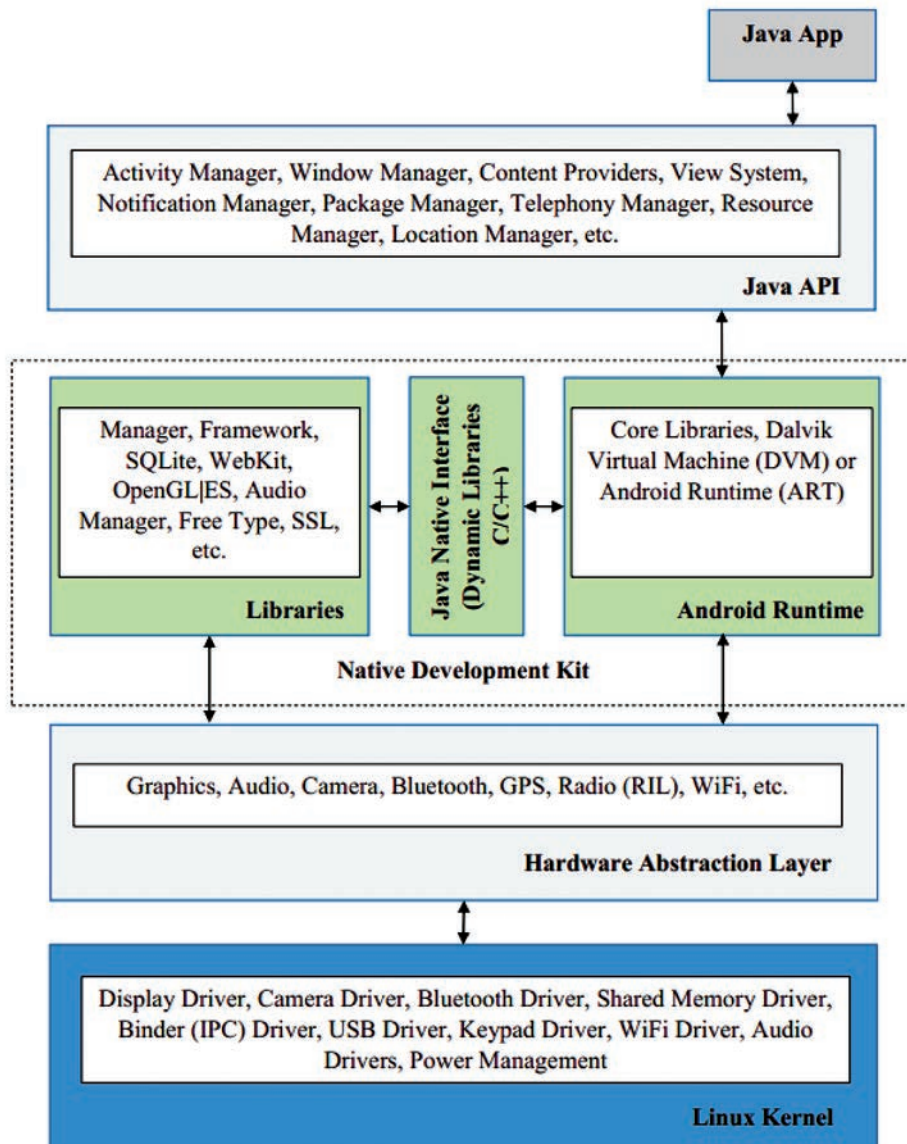 Java App
Activity Manager, Window Manager, Content Providers, View System,
Notification Manager, Package Manager, Telephony Manager, Resource
Manager, Location Manager, etc.
Java API
Manager, Framework,
SQLite, WebKit,
OpenGL|ES, Audio
Manager, Free Type, SSL,
etc.
Libraries
Java Native Interface
(Dynamic Libraries
C/C++)
Core Libraries, Dalvik
Virtual Machine (DVM) or
Android Runtime (ART)
Android Runtime
Native Development Kit
Graphics, Audio, Camera, Bluetooth, GPS, Radio (RIL), WiFi, etc.
Hardware Abstraction Layer
Display Driver, Camera Driver, Bluetooth Driver, Shared Memory Driver,
Binder (IPC) Driver, USB Driver, Keypad Driver, WiFi Driver, Audio
Drivers, Power Management
Linux Kernel